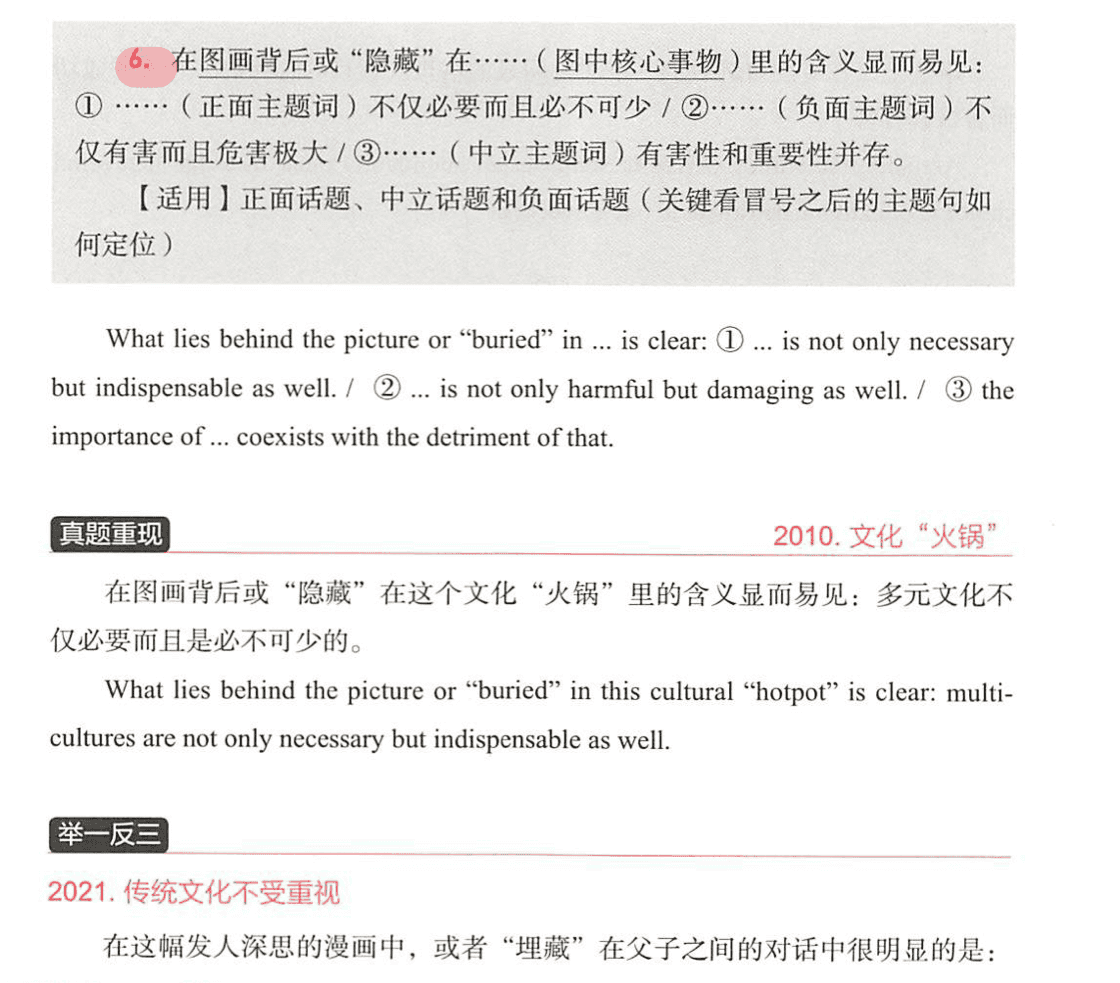 6. 在图画背后或“隐藏”在……（图中核心事物）里的含义显而易见：
① ……（正面主题词）不仅必要而且必不可少 / ②……（负面主题词）不
仅有害而且危害极大 / ③……（中立主题词）有害性和重要性并存。
【适用】正面话题、中立话题和负面话题（关键看冒号之后的主题句如
何定位）
What lies behind the picture or “buried” in ... is clear: ① ... is not only necessary
but indispensable as well. / ② ... is not only harmful but damaging as well. / ③ the
importance of ... coexists with the detriment of that.
真题重现
2010. 文化“火锅”
在图画背后或“隐藏”在这个文化“火锅”里的含义显而易见：多元文化不
仅必要而且是必不可少的。
What lies behind the picture or “buried” in this cultural “hotpot” is clear: multi-
cultures are not only necessary but indispensable as well.
举一反三
2021. 传统文化不受重视
在这幅发人深思的漫画中，或者“埋藏”在父子之间的对话中很明显的是：